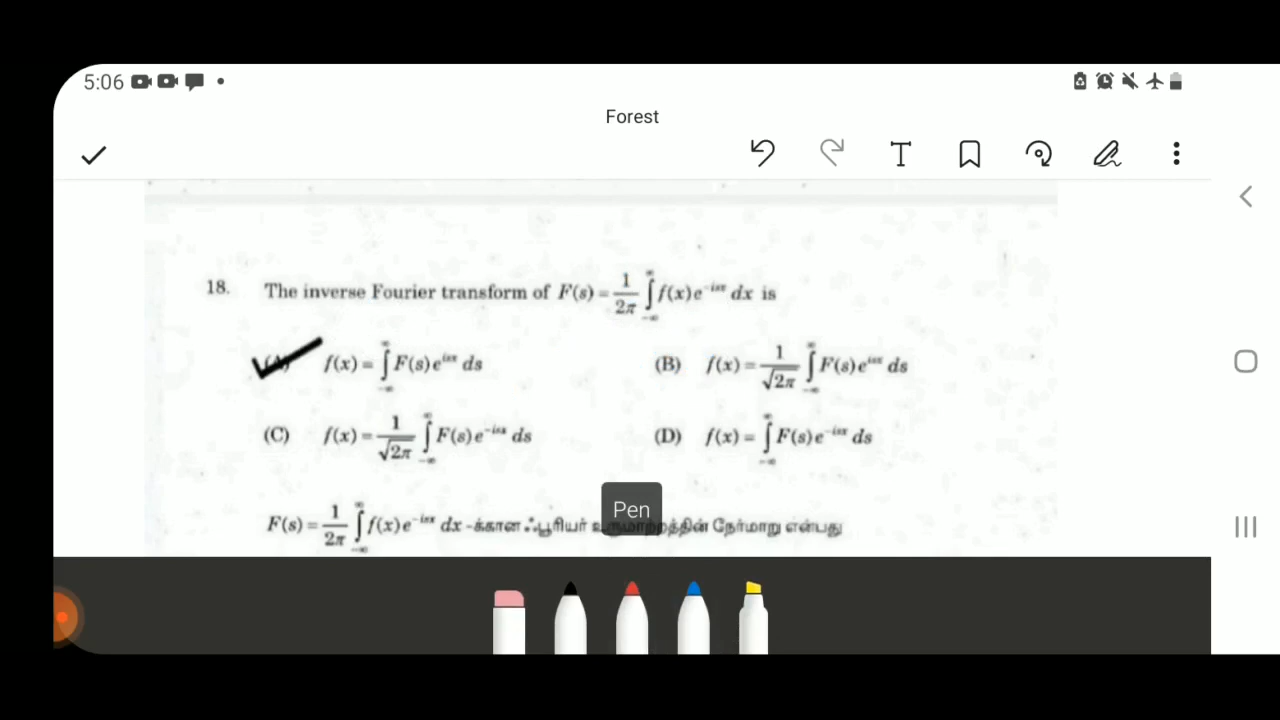 5:06
Forest
18. The inverse Fourier transform of F(s) = 1/2π ∫_{-∞}^{∞} f(x) e^{-isx} dx is
(A) f(x) = ∫_{-∞}^{∞} F(s) e^{isx} ds (B) f(x) = 1/√2π ∫_{-∞}^{∞} F(s) e^{isx} ds
(C) f(x) = 1/√2π ∫_{-∞}^{∞} F(s) e^{-isx} ds (D) f(x) = ∫_{-∞}^{∞} F(s) e^{-isx} ds
Pen
F(s) = 1/2π ∫_{-∞}^{∞} f(x) e^{-isx} dx -க்கான ஃபூரியர் நேர்மாறு என்பது